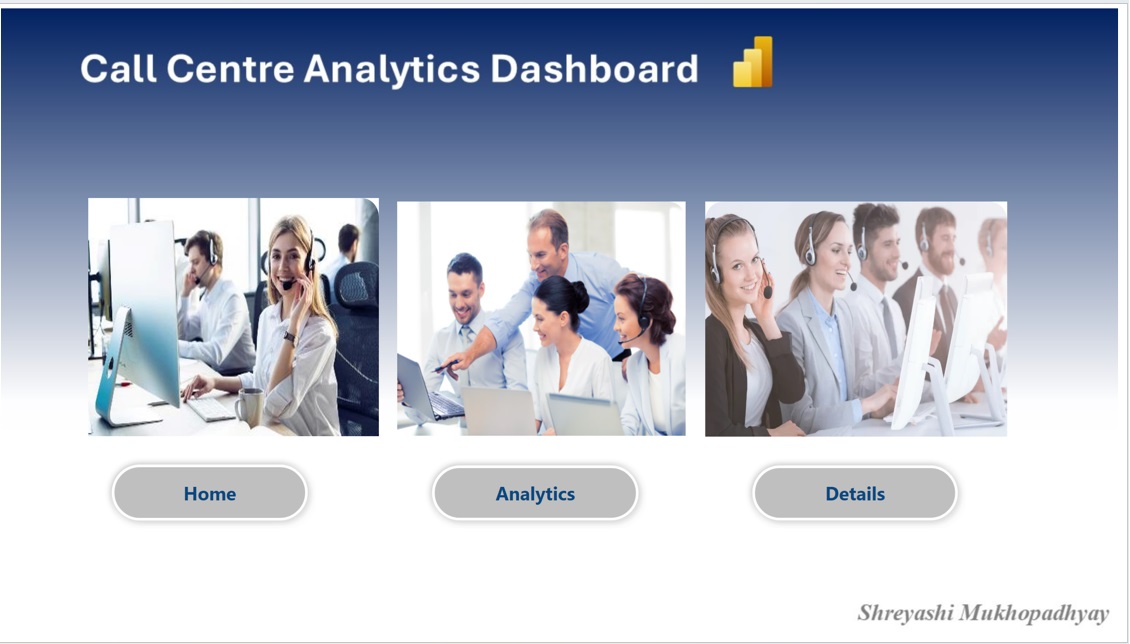 Call Centre Analytics Dashboard
Home
Analytics
Details
Shreyashi Mukhopadhyay